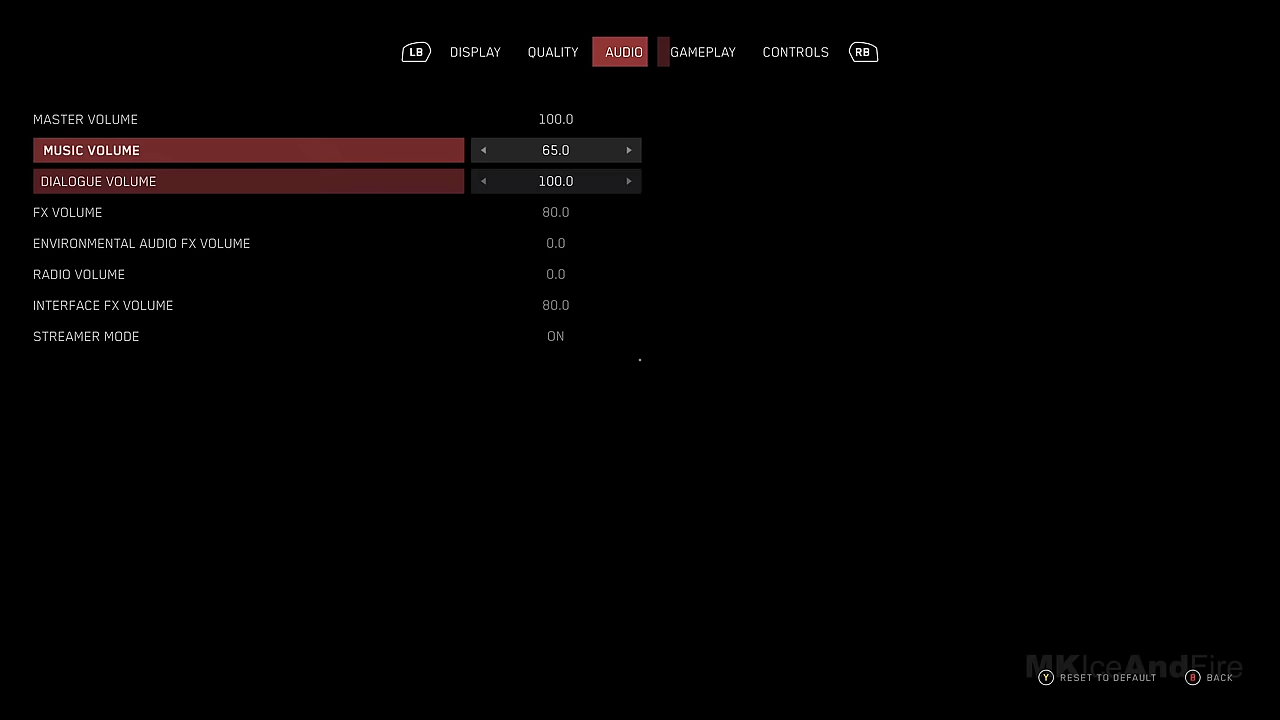 LB DISPLAY QUALITY AUDIO GAMEPLAY CONTROLS RB
MASTER VOLUME 100.0
MUSIC VOLUME 65.0
DIALOGUE VOLUME 100.0
FX VOLUME 80.0
ENVIRONMENTAL AUDIO FX VOLUME 0.0
RADIO VOLUME 0.0
INTERFACE FX VOLUME 80.0
STREAMER MODE ON
MKIceAndFire
Y RESET TO DEFAULT B BACK